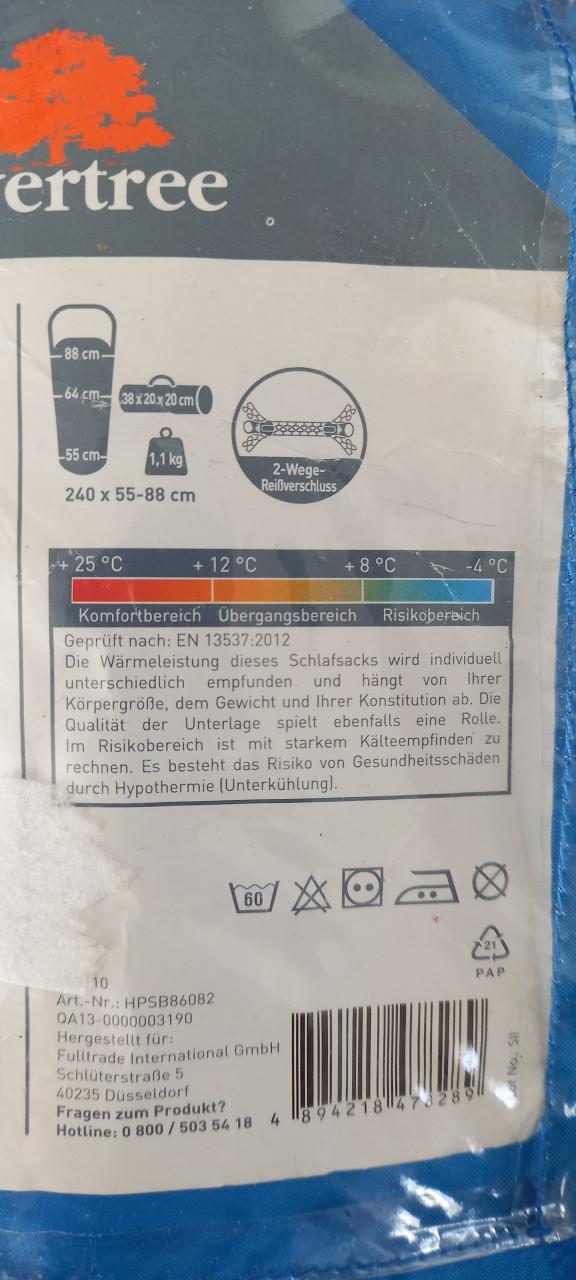 ertree
88 cm
64 cm
55 cm
38 x 20 x 20 cm
1,1 kg
2-Wege-
Reißverschluss
240 x 55-88 cm
+ 25 °C + 12 °C + 8 °C -4 °C
Komfortbereich Übergangsbereich Risikobereich
Geprüft nach: EN 13537:2012
Die Wärmeleistung dieses Schlafsacks wird individuell
unterschiedlich empfunden und hängt von Ihrer
Körpergröße, dem Gewicht und Ihrer Konstitution ab. Die
Qualität der Unterlage spielt ebenfalls eine Rolle.
Im Risikobereich ist mit starkem Kälteempfinden zu
rechnen. Es besteht das Risiko von Gesundheitsschäden
durch Hypothermie (Unterkühlung).
60
21
PAP
10
Art.-Nr.: HPSB86082
QA13-0000003190
Hergestellt für:
Fulltrade International GmbH
Schlüterstraße 5
40235 Düsseldorf
Fragen zum Produkt?
Hotline: 0 800 / 503 54 18
4 894218 478289